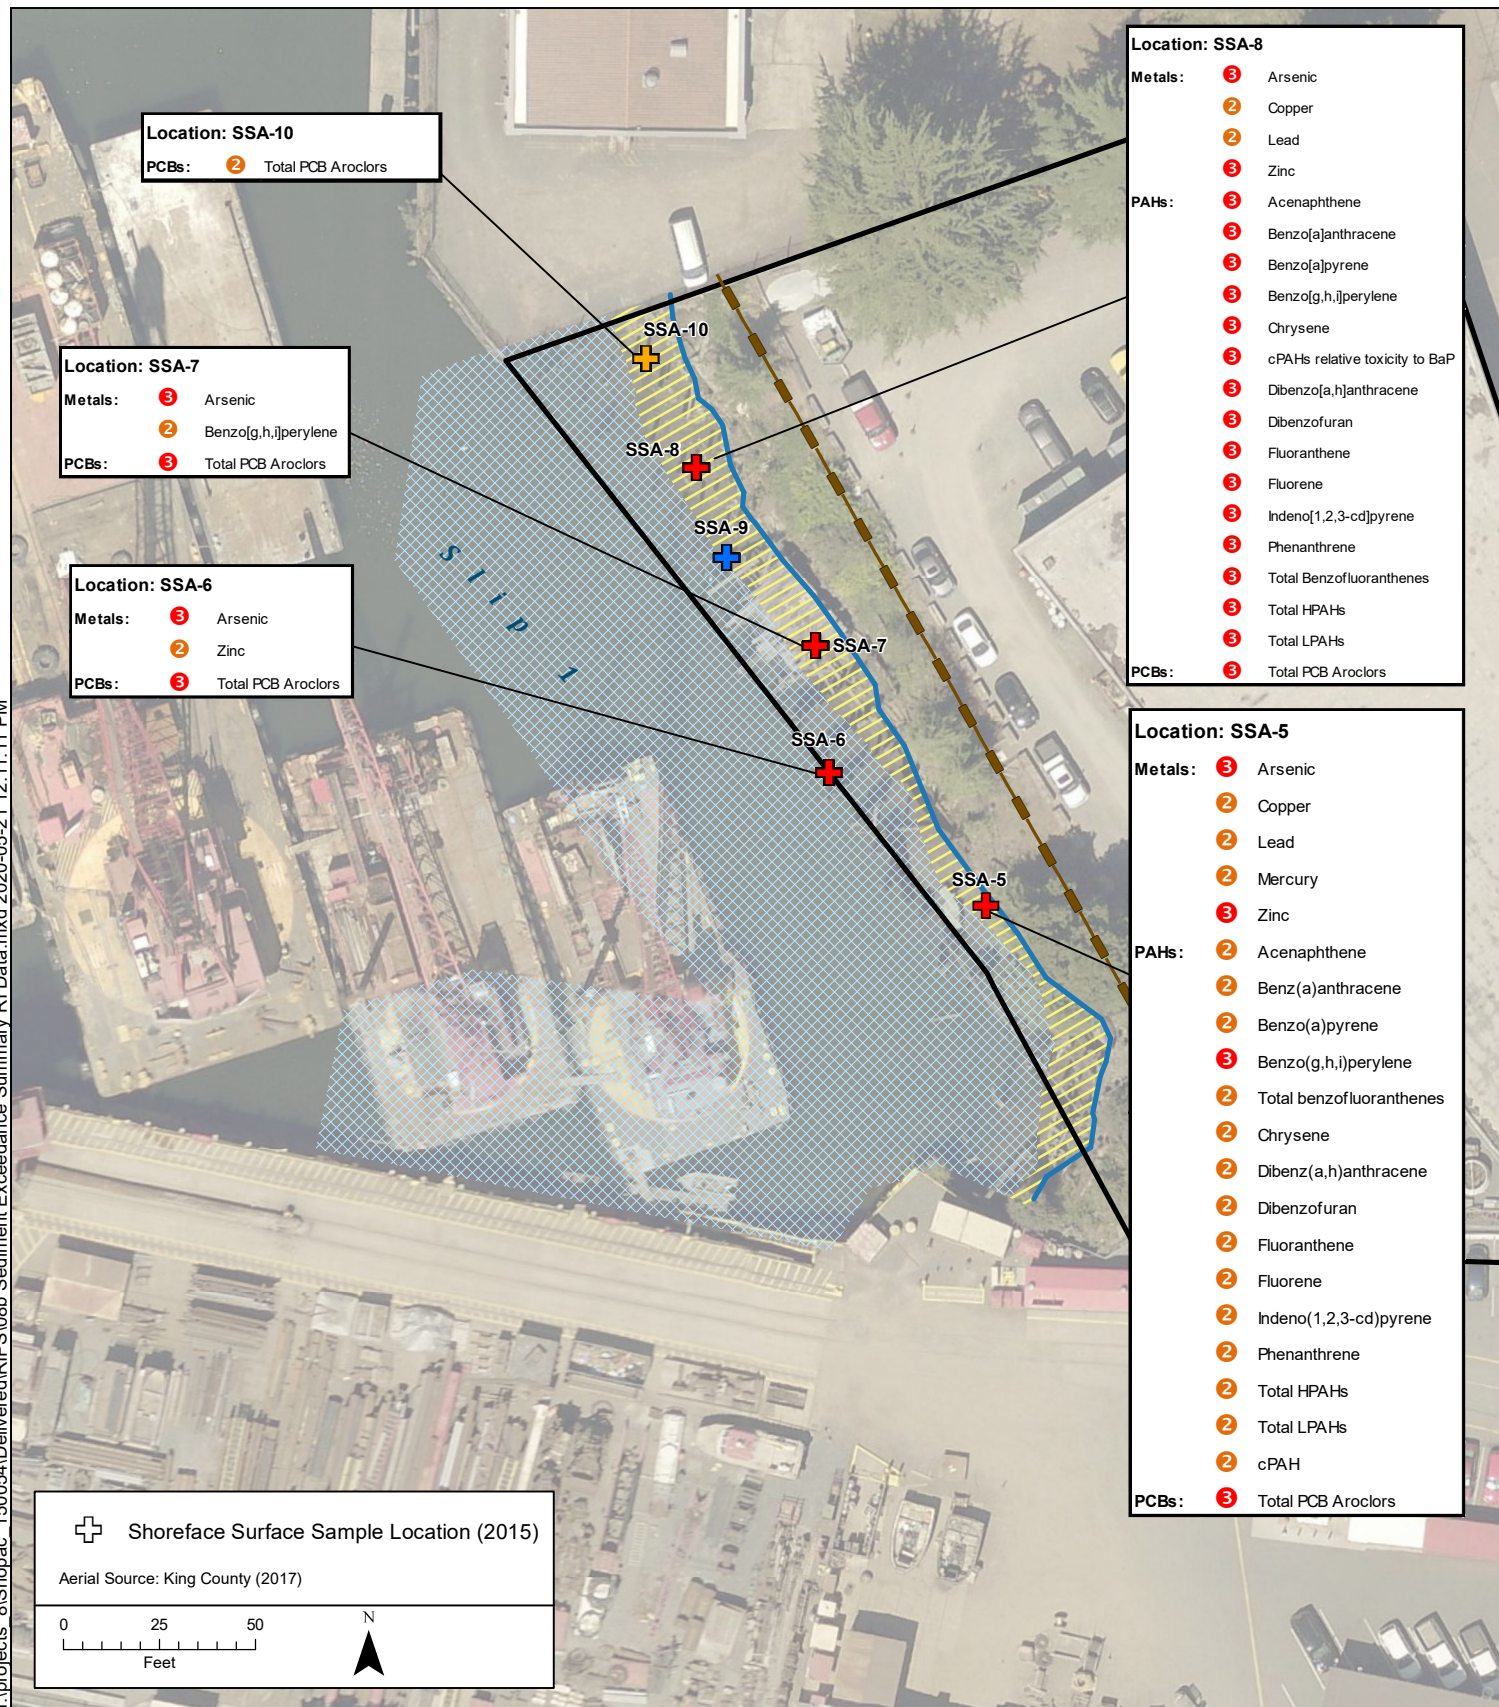 Location: SSA-10
PCBs: 2 Total PCB Aroclors
Location: SSA-7
Metals: 3 Arsenic
2 Benzo[g,h,i]perylene
PCBs: 3 Total PCB Aroclors
Location: SSA-6
Metals: 3 Arsenic
2 Zinc
PCBs: 3 Total PCB Aroclors
Location: SSA-8
Metals: 3 Arsenic
2 Copper
2 Lead
3 Zinc
PAHs: 3 Acenaphthene
3 Benzo[a]anthracene
3 Benzo[a]pyrene
3 Benzo[g,h,i]perylene
3 Chrysene
3 cPAHs relative toxicity to BaP
3 Dibenzo[a,h]anthracene
3 Dibenzofuran
3 Fluoranthene
3 Fluorene
3 Indeno[1,2,3-cd]pyrene
3 Phenanthrene
3 Total Benzofluoranthenes
3 Total HPAHs
3 Total LPAHs
PCBs: 3 Total PCB Aroclors
Location: SSA-5
Metals: 3 Arsenic
2 Copper
2 Lead
2 Mercury
3 Zinc
PAHs: 2 Acenaphthene
2 Benz(a)anthracene
2 Benzo(a)pyrene
3 Benzo(g,h,i)perylene
2 Total benzofluoranthenes
2 Chrysene
2 Dibenz(a,h)anthracene
2 Dibenzofuran
2 Fluoranthene
2 Fluorene
2 Indeno(1,2,3-cd)pyrene
2 Phenanthrene
2 Total HPAHs
2 Total LPAHs
2 cPAH
PCBs: 3 Total PCB Aroclors
SSA-10
SSA-8
SSA-9
SSA-7
SSA-6
SSA-5
Slip 1
Shoreface Surface Sample Location (2015)
Aerial Source: King County (2017)
0 25 50
Feet
N